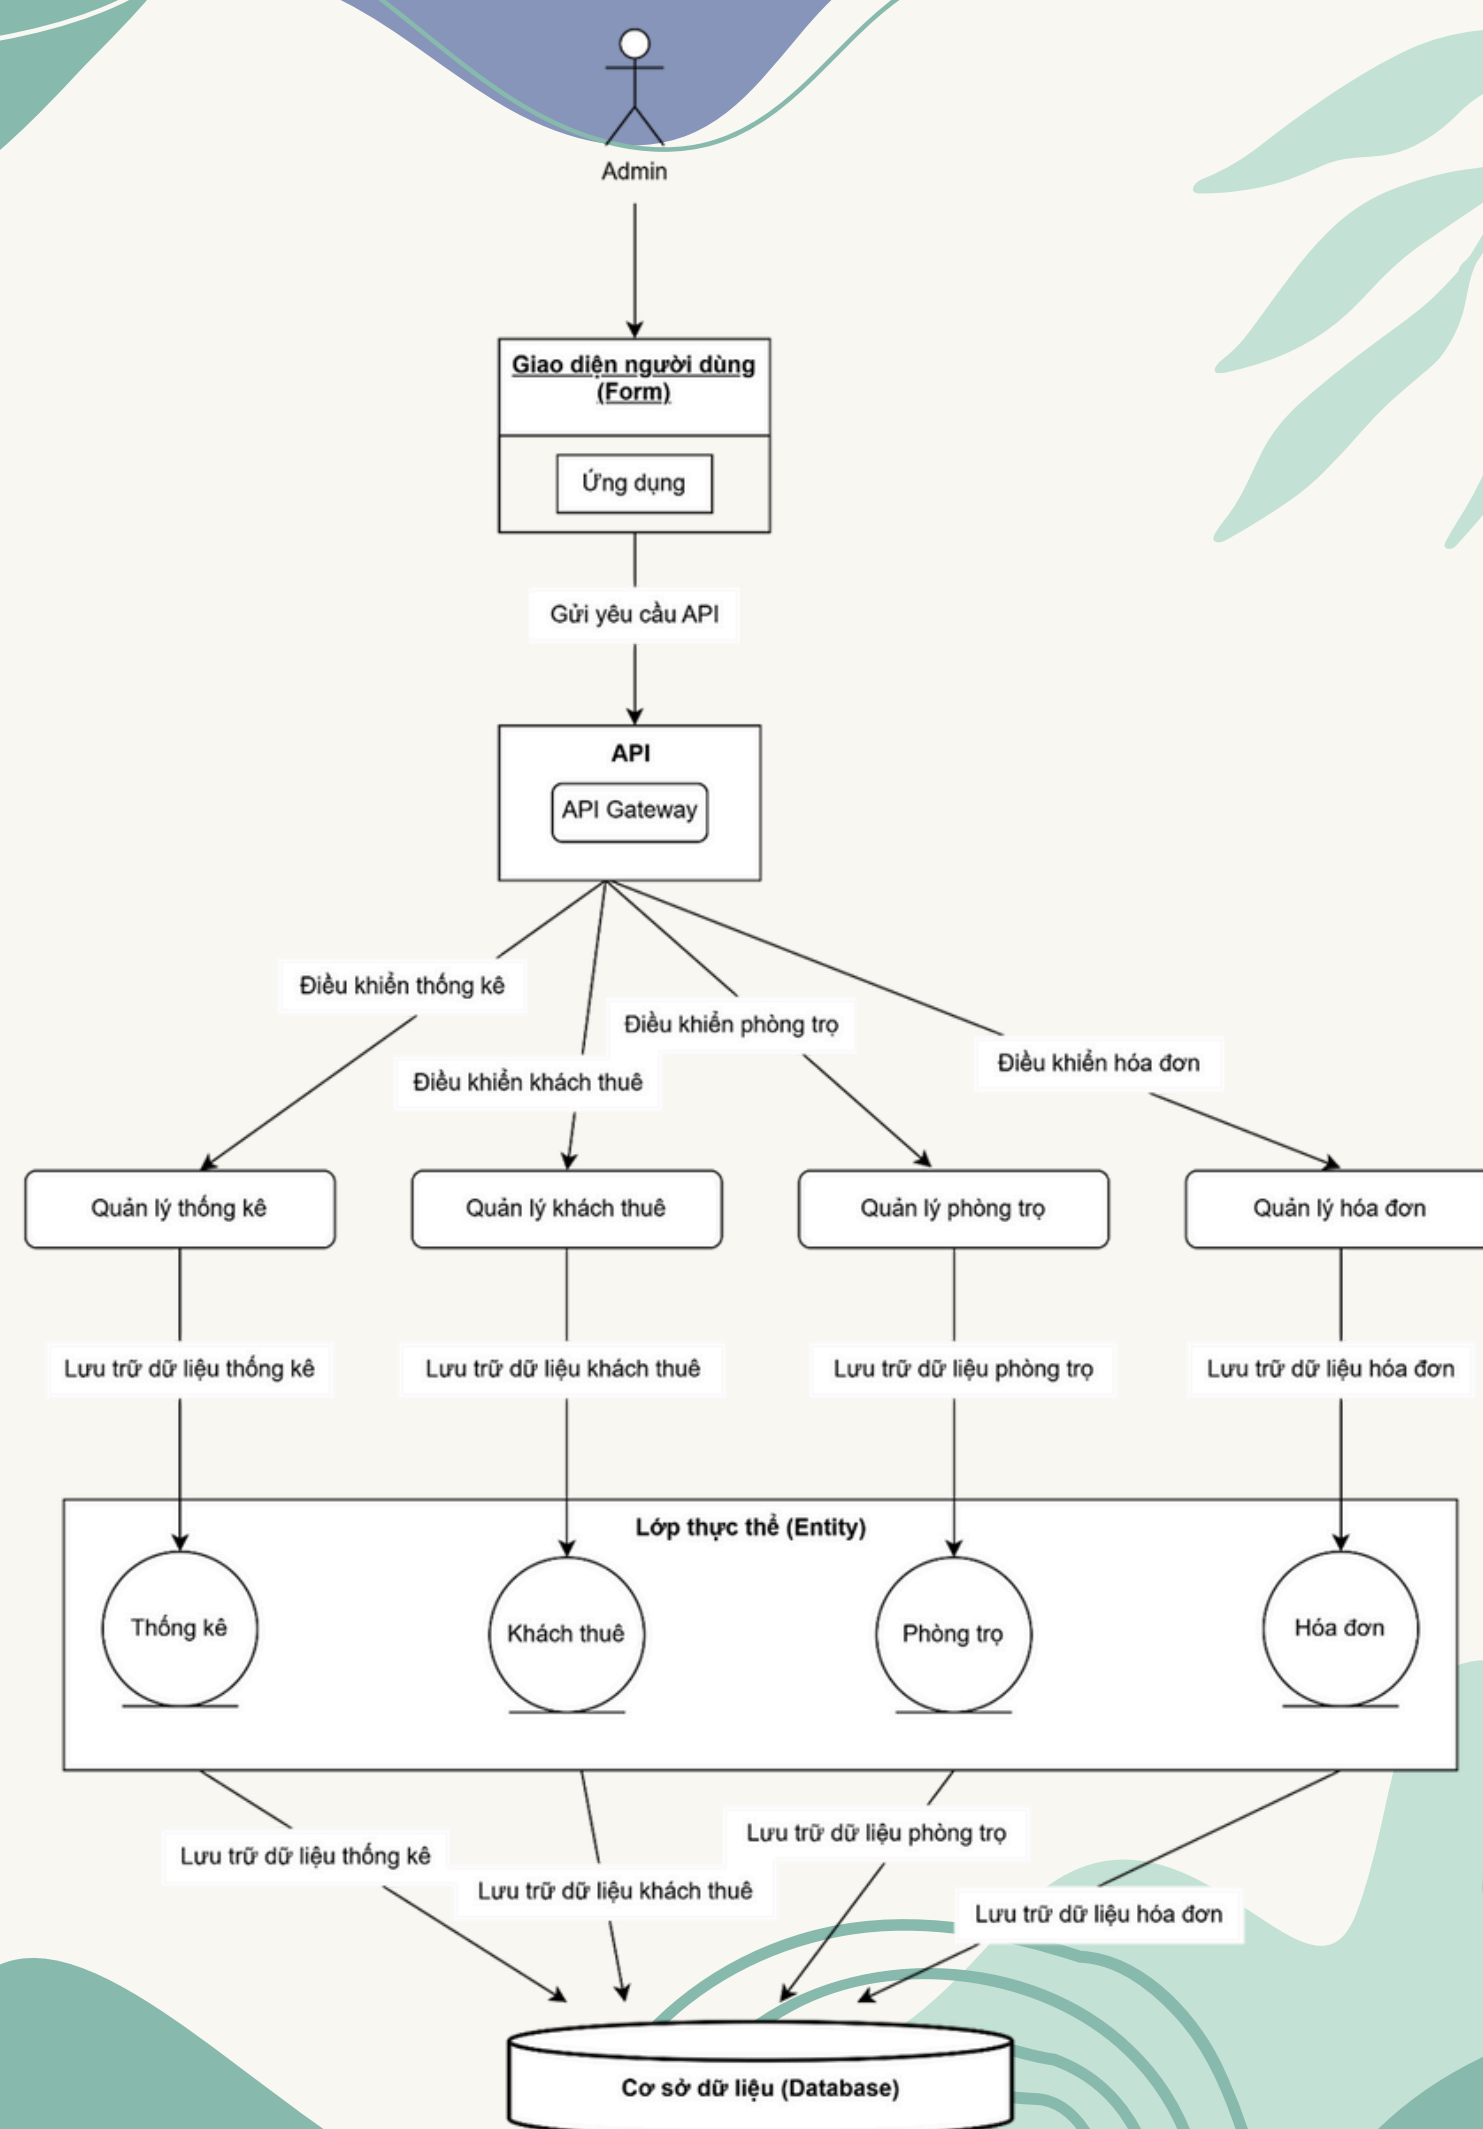 Admin
Giao diện người dùng
(Form)
Ứng dụng
Gửi yêu cầu API
API
API Gateway
Điều khiển thống kê
Điều khiển phòng trọ
Điều khiển hóa đơn
Điều khiển khách thuê
Quản lý thống kê
Quản lý khách thuê
Quản lý phòng trọ
Quản lý hóa đơn
Lưu trữ dữ liệu thống kê
Lưu trữ dữ liệu khách thuê
Lưu trữ dữ liệu phòng trọ
Lưu trữ dữ liệu hóa đơn
Lớp thực thể (Entity)
Thống kê
Khách thuê
Phòng trọ
Hóa đơn
Lưu trữ dữ liệu phòng trọ
Lưu trữ dữ liệu thống kê
Lưu trữ dữ liệu khách thuê
Lưu trữ dữ liệu hóa đơn
Cơ sở dữ liệu (Database)